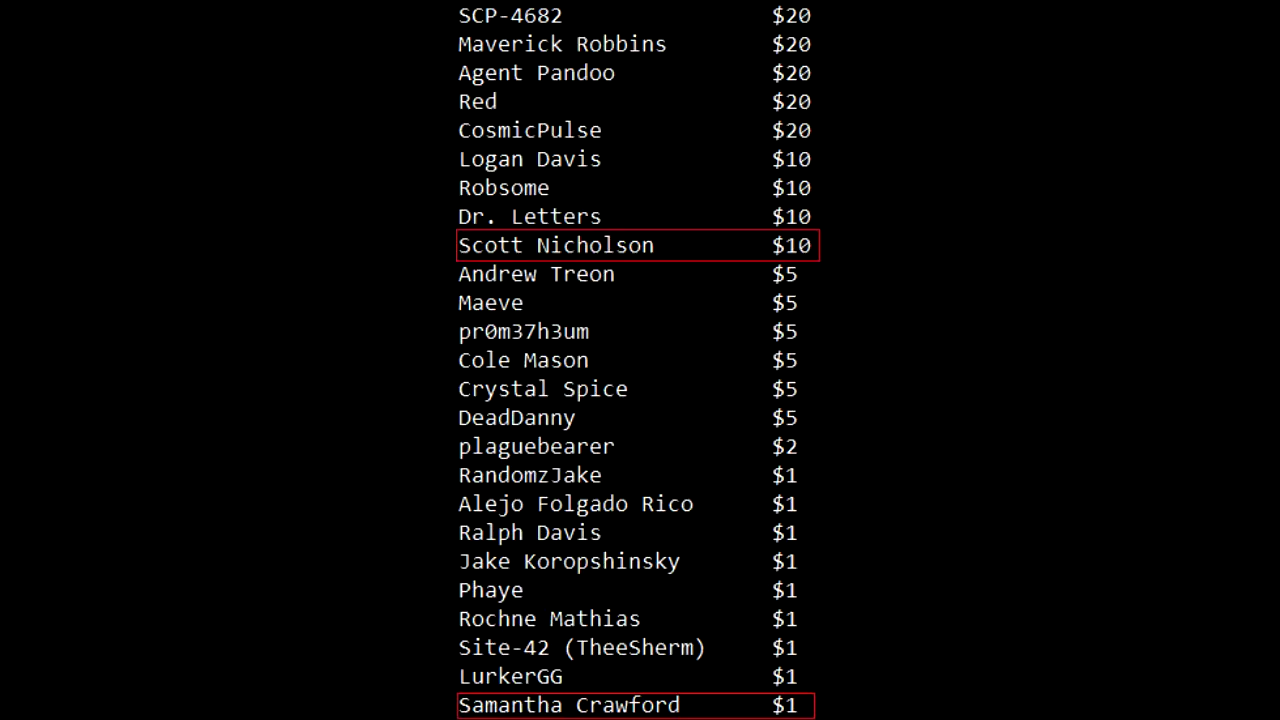 SCP-4682 $20
Maverick Robbins $20
Agent Pandoo $20
Red $20
CosmicPulse $20
Logan Davis $10
Robsome $10
Dr. Letters $10
Scott Nicholson $10
Andrew Treon $5
Maeve $5
pr0m37h3um $5
Cole Mason $5
Crystal Spice $5
DeadDanny $5
plaguebearer $2
RandomzJake $1
Alejo Folgado Rico $1
Ralph Davis $1
Jake Koropshinsky $1
Phaye $1
Rochne Mathias $1
Site-42 (TheeSherm) $1
LurkerGG $1
Samantha Crawford $1